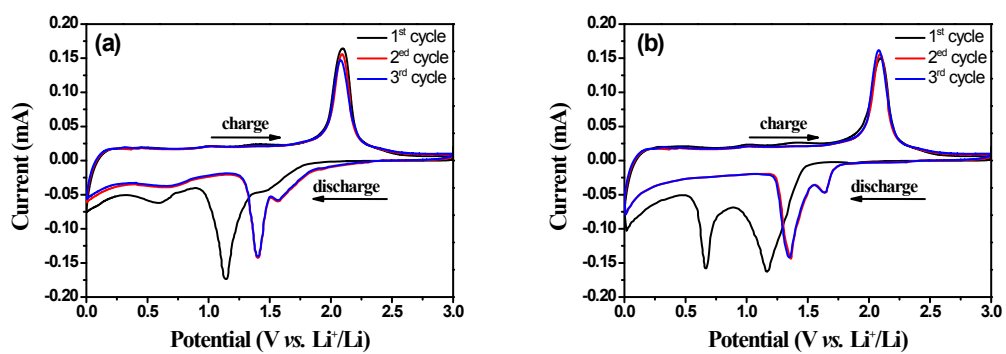 (a)
1st cycle
2ed cycle
3rd cycle
charge
discharge
0.20
0.15
0.10
0.05
0.00
-0.05
-0.10
-0.15
-0.20
Current (mA)
0.0 0.5 1.0 1.5 2.0 2.5 3.0
Potential (V vs. Li+/Li)
(b)
1st cycle
2ed cycle
3rd cycle
charge
discharge
0.20
0.15
0.10
0.05
0.00
-0.05
-0.10
-0.15
-0.20
Current (mA)
0.0 0.5 1.0 1.5 2.0 2.5 3.0
Potential (V vs. Li+/Li)